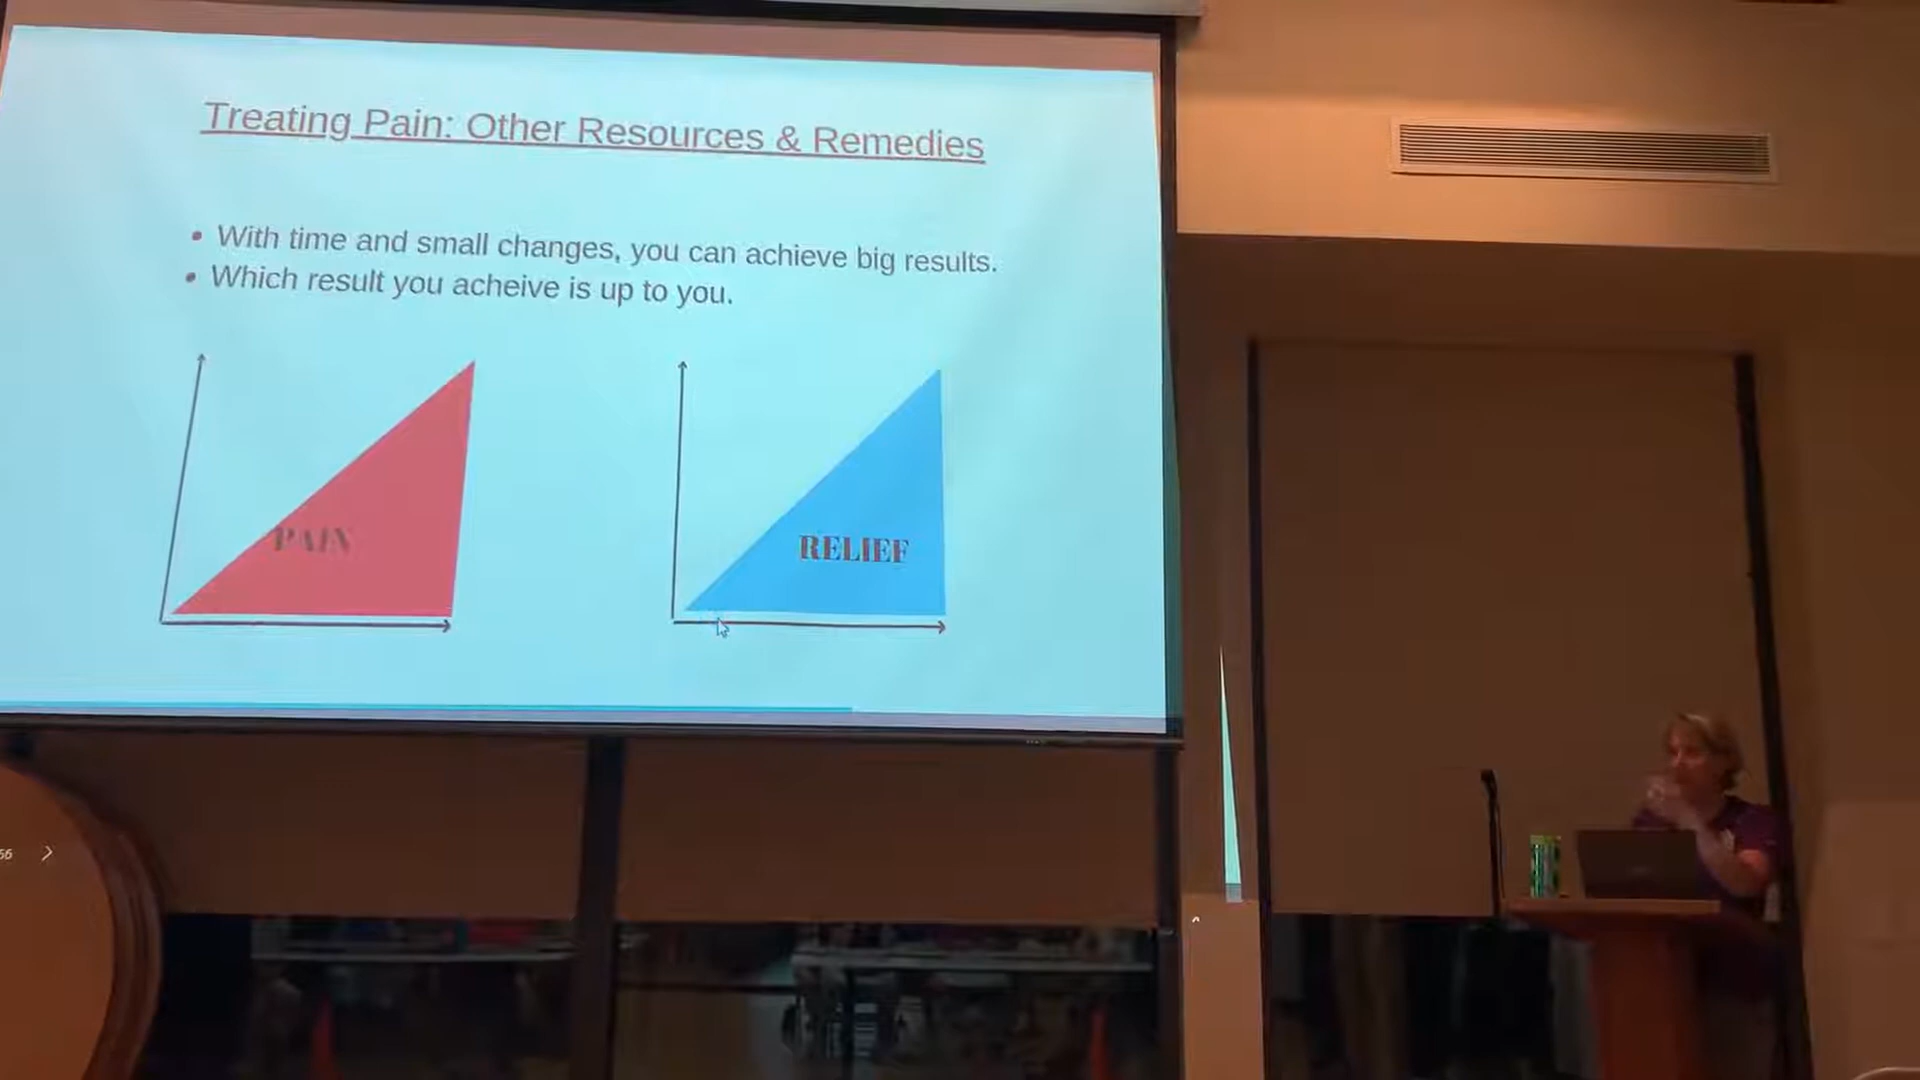 Treating Pain: Other Resources & Remedies
• With time and small changes, you can achieve big results.
• Which result you acheive is up to you.
PAIN
RELIEF
56